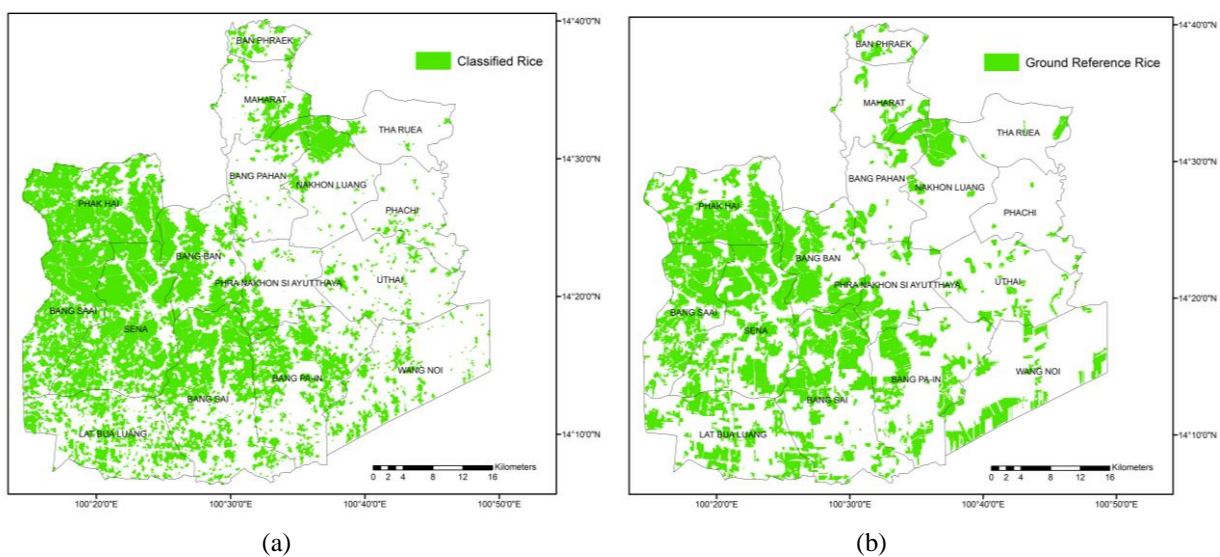 14°40'0"N
BAN PHRAEK
Classified Rice
MAHARAT
THA RUEA
14°30'0"N
BANG PAHAN
NAKHON LUANG
PHAK HAI
PHACHI
BANG BAN
PHRA NAKHON SI AYUTTHAYA
UTHAI
14°20'0"N
BANG SAAI
SENA
WANG NOI
BANG PA-IN
BANG SAI
LAT BUA LUANG
14°10'0"N
Kilometers
0 2 4 8 12 16
100°20'0"E 100°30'0"E 100°40'0"E 100°50'0"E
(a)
14°40'0"N
BAN PHRAEK
Ground Reference Rice
MAHARAT
THA RUEA
14°30'0"N
BANG PAHAN
NAKHON LUANG
PHAK HAI
PHACHI
BANG BAN
PHRA NAKHON SI AYUTTHAYA
UTHAI
14°20'0"N
BANG SAAI
SENA
WANG NOI
BANG PA-IN
BANG SAI
LAT BUA LUANG
14°10'0"N
Kilometers
0 2 4 8 12 16
100°20'0"E 100°30'0"E 100°40'0"E 100°50'0"E
(b)